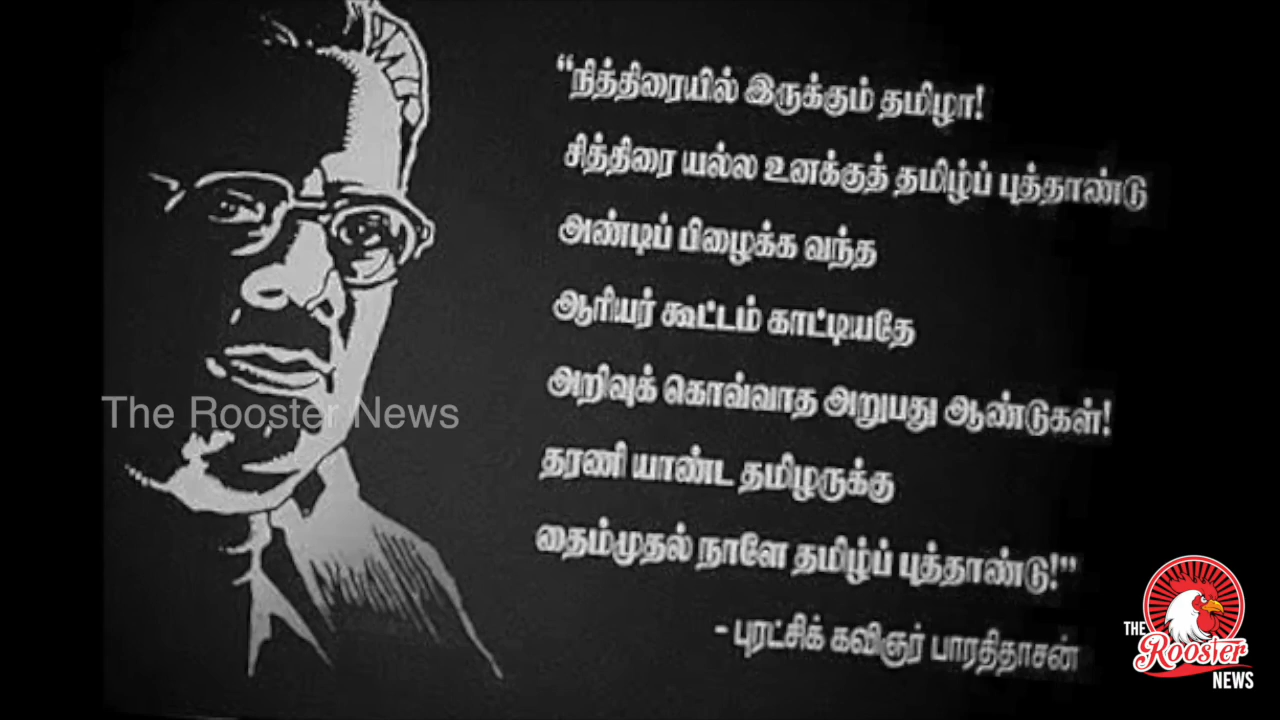 “நித்திரையில் இருக்கும் தமிழா!
சித்திரை யல்ல உனக்குத் தமிழ்ப் புத்தாண்டு
அண்டிப் பிழைக்க வந்த
ஆரியர் கூட்டம் காட்டியதே
அறிவுக் கொவ்வாத அறுபது ஆண்டுகள்!
தரணி யாண்ட தமிழருக்கு
தைம்முதல் நாளே தமிழ்ப் புத்தாண்டு!”
- புரட்சிக் கவிஞர் பாரதிதாசன்
The Rooster News
THE
Rooster
NEWS